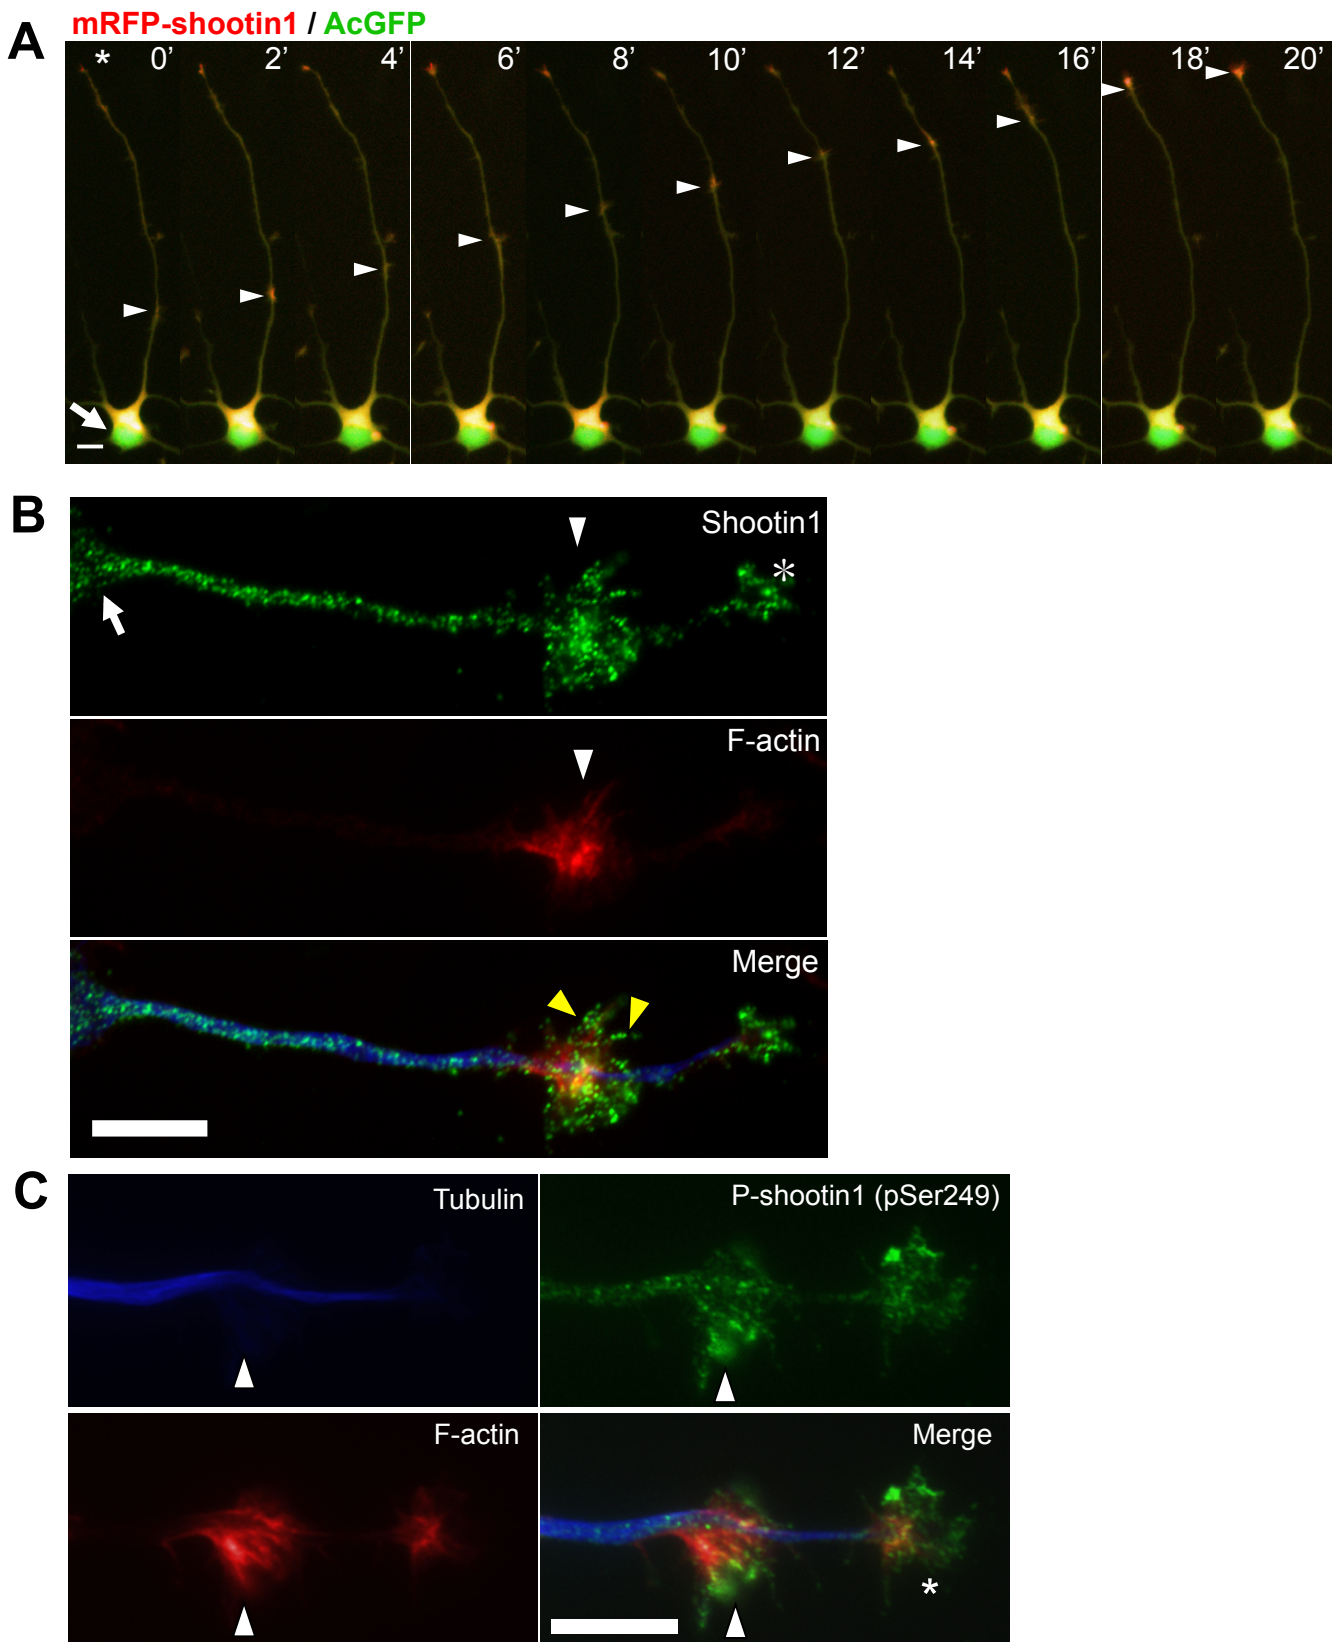 mRFP-shootin1 / AcGFP
A
* 0’ 2’ 4’ 6’ 8’ 10’ 12’ 14’ 16’ 18’ 20’
B
Shootin1
*
F-actin
Merge
C
Tubulin
P-shootin1 (pSer249)
F-actin
Merge
*